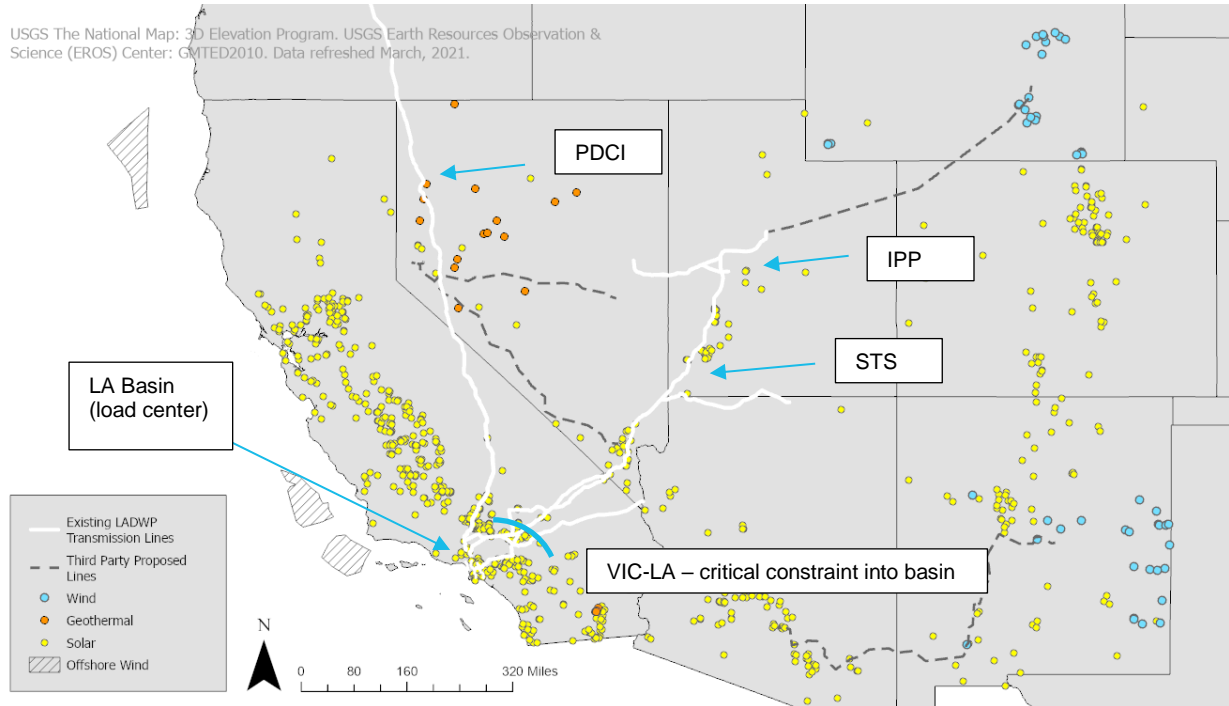 USGS The National Map: 3D Elevation Program. USGS Earth Resources Observation &
Science (EROS) Center: GMTED2010. Data refreshed March, 2021.
PDCI
IPP
STS
LA Basin
(load center)
VIC-LA – critical constraint into basin
Existing LADWP
Transmission Lines
Third Party Proposed
Lines
Wind
Geothermal
Solar
Offshore Wind
N
0 80 160 320 Miles